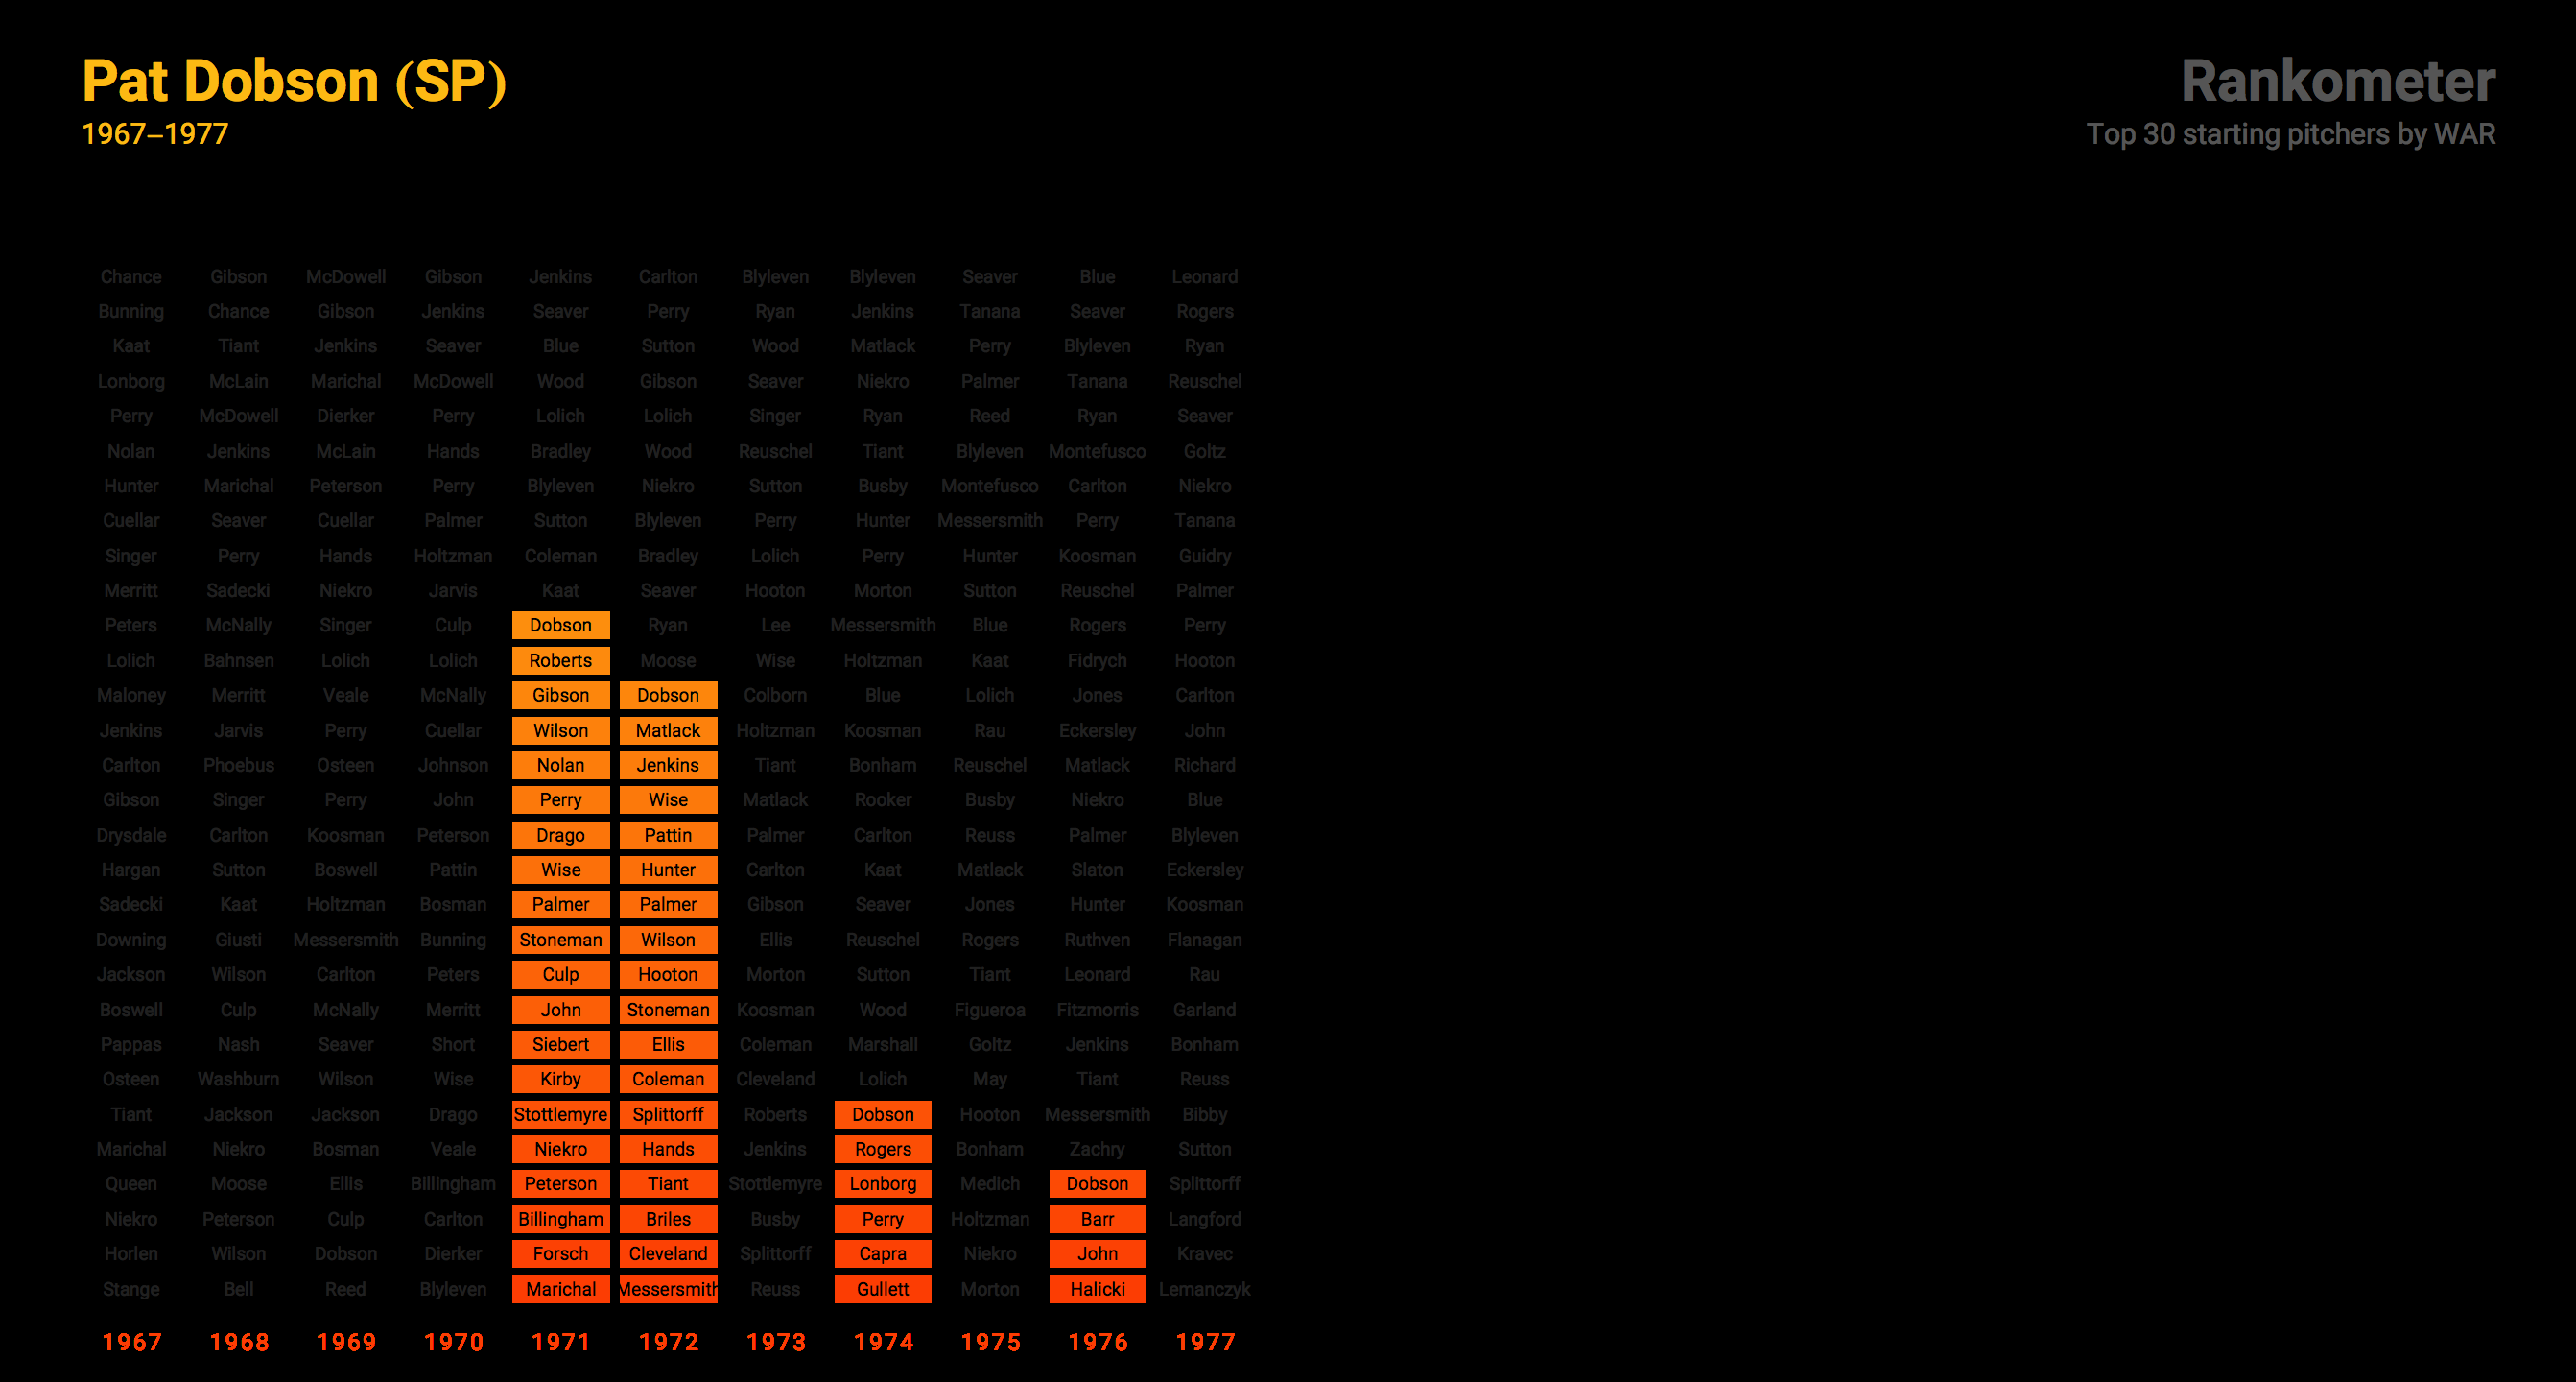 Pat Dobson (SP)
1967–1977
Rankometer
Top 30 starting pitchers by WAR
Chance Gibson McDowell Gibson Jenkins Carlton Blyleven Blyleven Seaver Blue Leonard
Bunning Chance Gibson Jenkins Seaver Perry Ryan Jenkins Tanana Seaver Rogers
Kaat Tiant Jenkins Seaver Blue Sutton Wood Matlack Perry Blyleven Ryan
Lonborg McLain Marichal McDowell Wood Gibson Seaver Niekro Palmer Tanana Reuschel
Perry McDowell Dierker Perry Lolich Lolich Singer Ryan Reed Ryan Seaver
Nolan Jenkins McLain Hands Bradley Wood Reuschel Tiant Blyleven Montefusco Goltz
Hunter Marichal Peterson Perry Blyleven Niekro Sutton Busby Montefusco Carlton Niekro
Cuellar Seaver Cuellar Palmer Sutton Blyleven Perry Hunter Messersmith Perry Tanana
Singer Perry Hands Holtzman Coleman Bradley Lolich Perry Hunter Koosman Guidry
Merritt Sadecki Niekro Jarvis Kaat Seaver Hooton Morton Sutton Reuschel Palmer
Peters McNally Singer Culp Dobson Ryan Lee Messersmith Blue Rogers Perry
Lolich Bahnsen Lolich Lolich Roberts Moose Wise Holtzman Kaat Fidrych Hooton
Maloney Merritt Veale McNally Gibson Dobson Colborn Blue Lolich Jones Carlton
Jenkins Jarvis Perry Cuellar Wilson Matlack Holtzman Koosman Rau Eckersley John
Carlton Phoebus Osteen Johnson Nolan Jenkins Tiant Bonham Reuschel Matlack Richard
Gibson Singer Perry John Perry Wise Matlack Rooker Busby Niekro Blue
Drysdale Carlton Koosman Peterson Drago Pattin Palmer Carlton Reuss Palmer Blyleven
Hargan Sutton Boswell Pattin Wise Hunter Carlton Kaat Matlack Slaton Eckersley
Sadecki Kaat Holtzman Bosman Palmer Palmer Gibson Seaver Jones Hunter Koosman
Downing Giusti Messersmith Bunning Stoneman Wilson Ellis Reuschel Rogers Ruthven Flanagan
Jackson Wilson Carlton Peters Culp Hooton Morton Sutton Tiant Leonard Rau
Boswell Culp McNally Merritt John Stoneman Koosman Wood Figueroa Fitzmorris Garland
Pappas Nash Seaver Short Siebert Ellis Coleman Marshall Goltz Jenkins Bonham
Osteen Washburn Wilson Wise Kirby Coleman Cleveland Lolich May Tiant Reuss
Tiant Jackson Jackson Drago Stottlemyre Splittorff Roberts Dobson Hooton Messersmith Bibby
Marichal Niekro Bosman Veale Niekro Hands Jenkins Rogers Bonham Zachry Sutton
Queen Moose Ellis Billingham Peterson Tiant Stottlemyre Lonborg Medich Dobson Splittorff
Niekro Peterson Culp Carlton Billingham Briles Busby Perry Holtzman Barr Langford
Horlen Wilson Dobson Dierker Forsch Cleveland Splittorff Capra Niekro John Kravec
Stange Bell Reed Blyleven Marichal Messersmith Reuss Gullett Morton Halicki Lemanczyk
1967 1968 1969 1970 1971 1972 1973 1974 1975 1976 1977